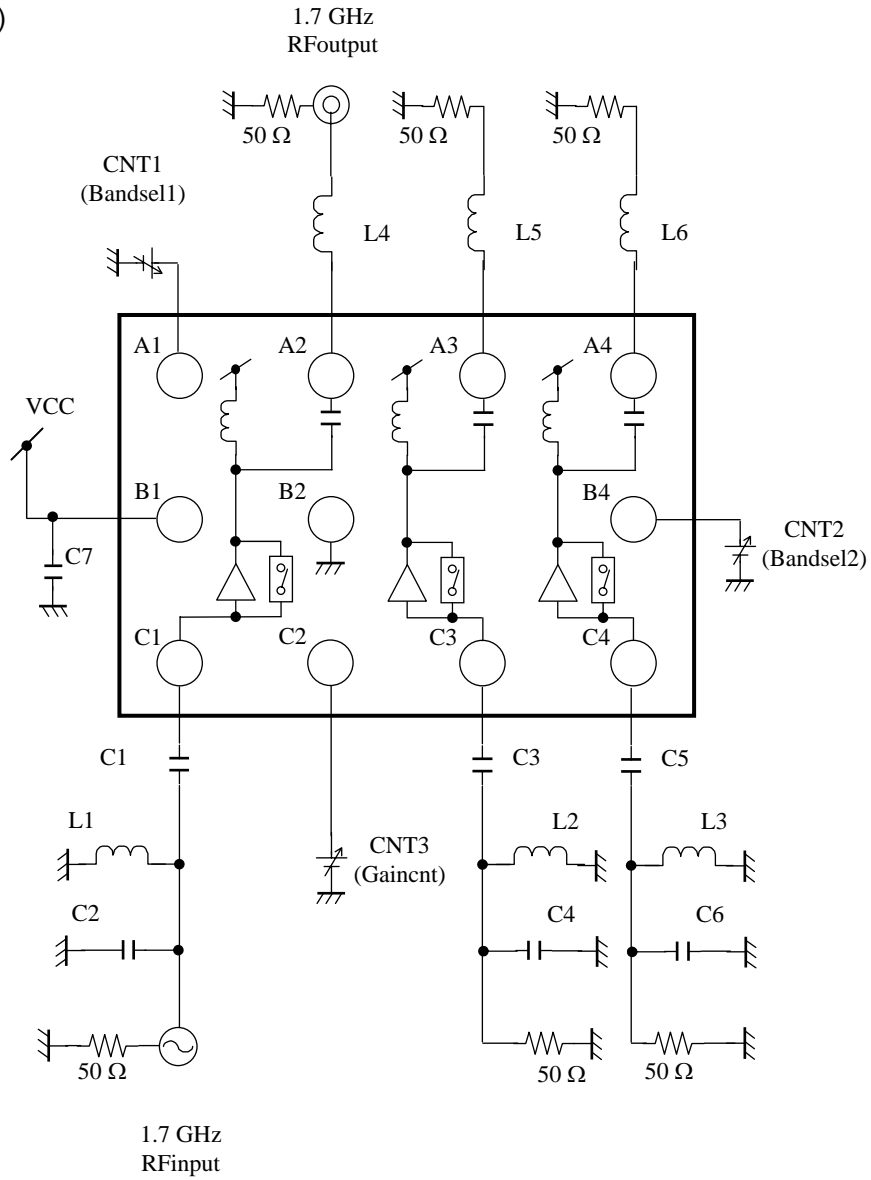 )
1.7 GHz
RFoutput
50 Ω
50 Ω
50 Ω
CNT1
(Bandsel1)
L4
L5
L6
A1
A2
A3
A4
VCC
B1
B2
B4
C7
CNT2
(Bandsel2)
C1
C2
C3
C4
C1
C3
C5
L1
CNT3
(Gaincnt)
L2
L3
C2
C4
C6
50 Ω
50 Ω
50 Ω
1.7 GHz
RFinput